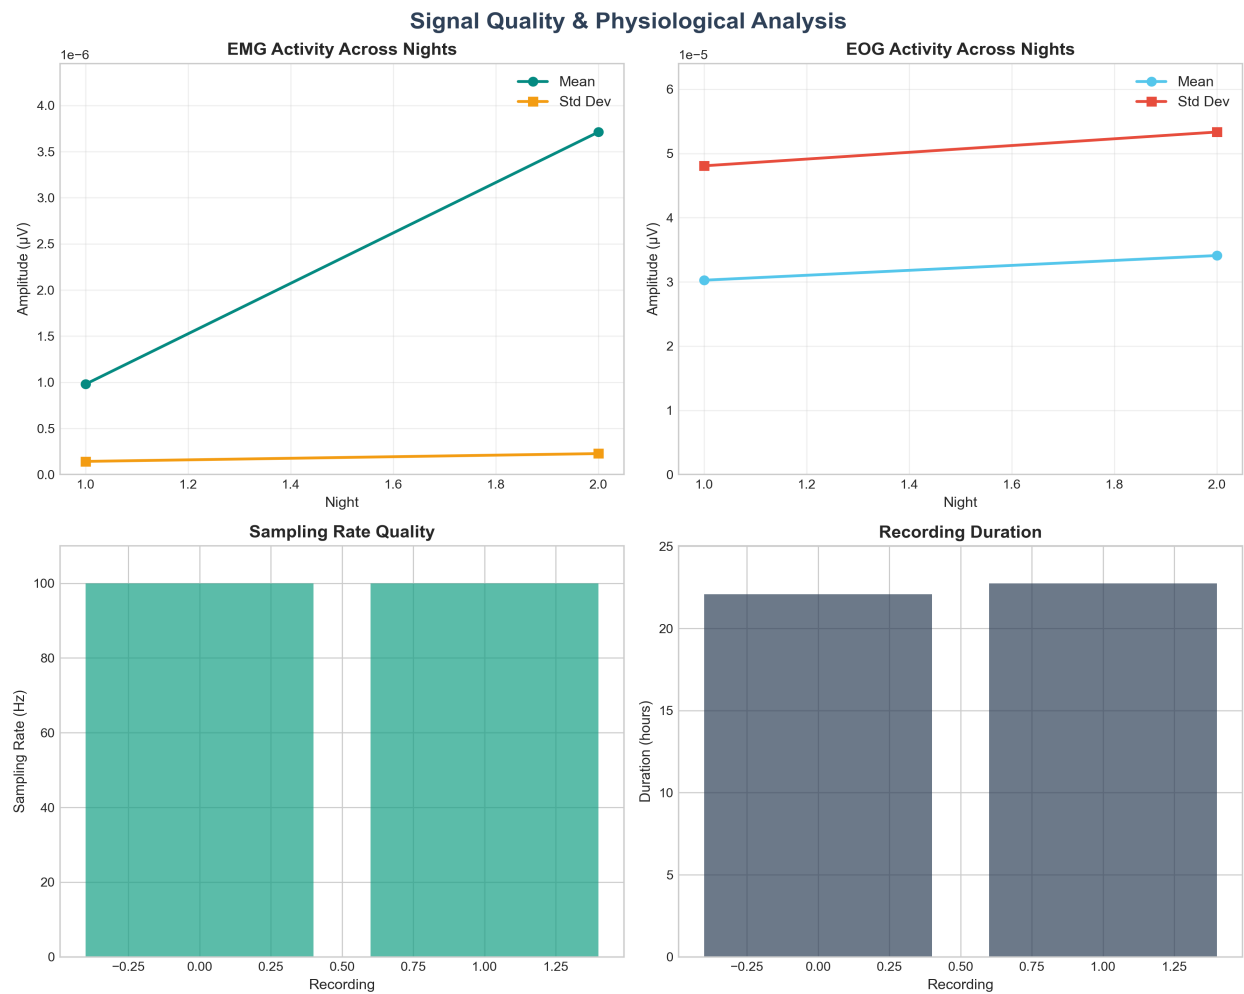 Signal Quality & Physiological Analysis
EMG Activity Across Nights
1e−6
Mean
Std Dev
4.0
3.5
3.0
2.5
2.0
1.5
1.0
0.5
0.0
Amplitude (µV)
1.0 1.2 1.4 1.6 1.8 2.0
Night
EOG Activity Across Nights
1e−5
Mean
Std Dev
6
5
4
3
2
1
0
Amplitude (µV)
1.0 1.2 1.4 1.6 1.8 2.0
Night
Sampling Rate Quality
100
80
60
40
20
0
Sampling Rate (Hz)
−0.25 0.00 0.25 0.50 0.75 1.00 1.25
Recording
Recording Duration
25
20
15
10
5
0
Duration (hours)
−0.25 0.00 0.25 0.50 0.75 1.00 1.25
Recording